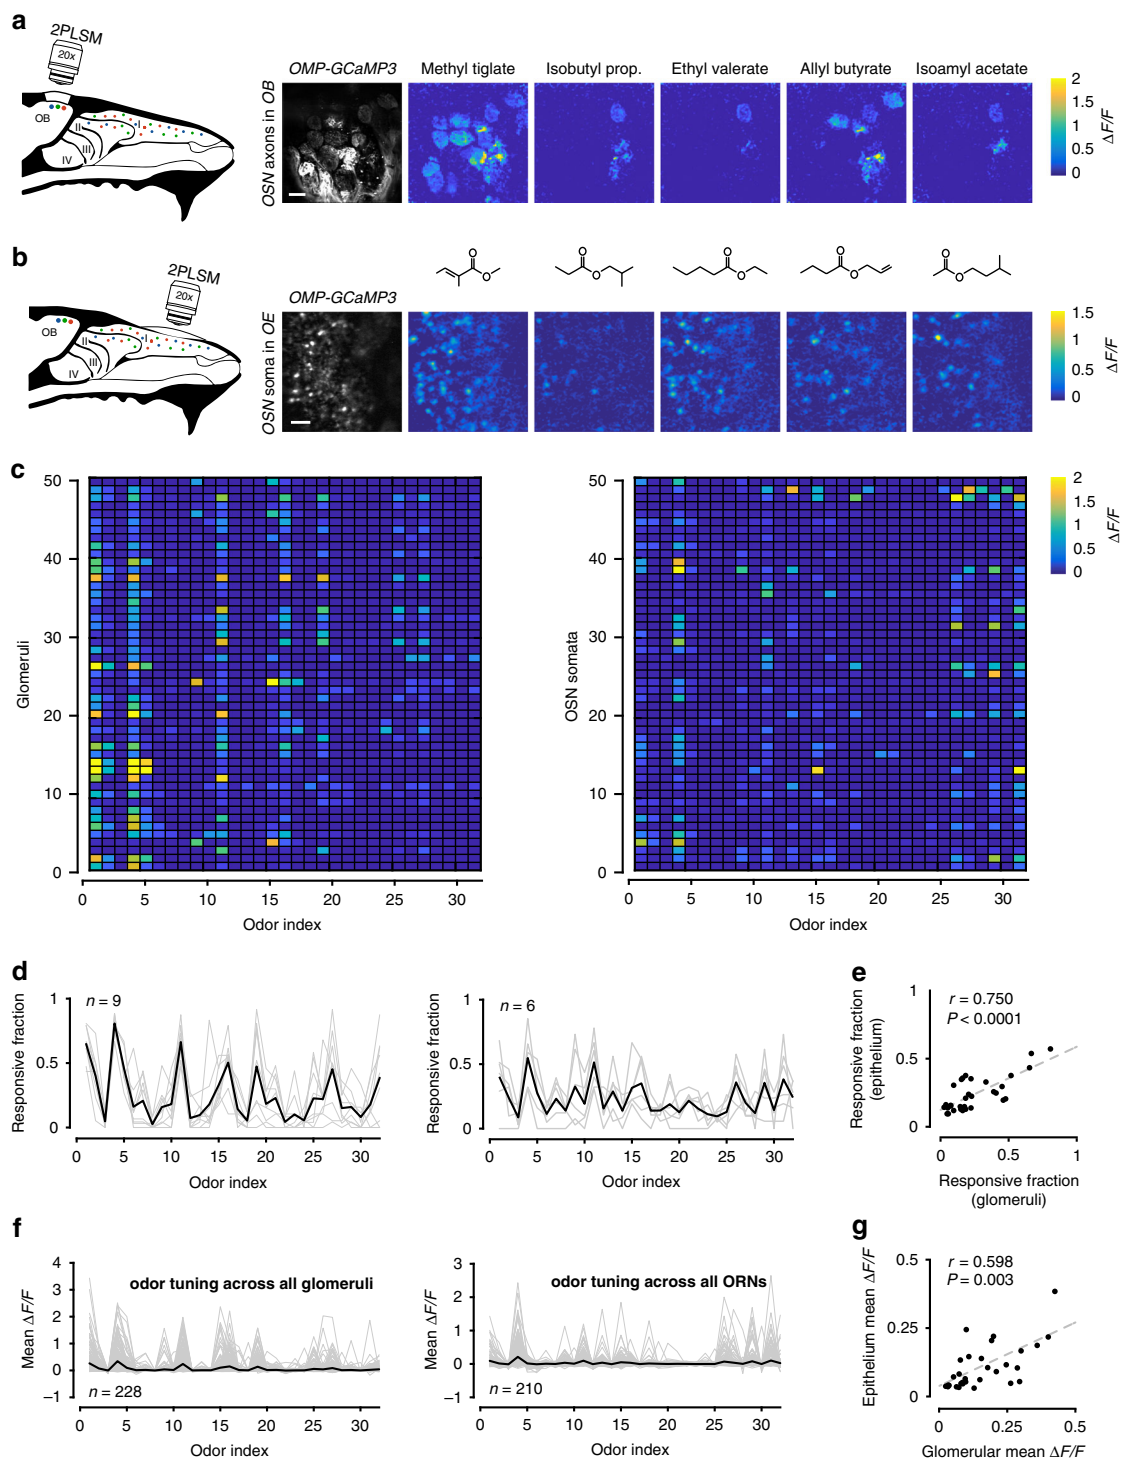 a
2PLSM
20x
OB
II
I
III
IV
OSN axons in OB
OMP-GCaMP3
Methyl tiglate
Isobutyl prop.
Ethyl valerate
Allyl butyrate
Isoamyl acetate
2
1.5
1
0.5
0
ΔF/F
b
2PLSM
20x
OB
II
I
III
IV
O
O
O
O
O
O
O
O
O
O
OSN soma in OE
OMP-GCaMP3
1.5
1
0.5
0
ΔF/F
c
50
40
30
20
10
0
Glomeruli
0 5 10 15 20 25 30
Odor index
50
40
30
20
10
0
OSN somata
0 5 10 15 20 25 30
Odor index
2
1.5
1
0.5
0
ΔF/F
d
1
0.5
0
Responsive fraction
n = 9
0 5 10 15 20 25 30
Odor index
1
0.5
0
Responsive fraction
n = 6
0 5 10 15 20 25 30
Odor index
e
1
0.5
0
Responsive fraction
(epithelium)
r = 0.750
P < 0.0001
0 0.5 1
Responsive fraction
(glomeruli)
f
4
3
2
1
0
–1
Mean ΔF/F
odor tuning across all glomeruli
n = 228
0 5 10 15 20 25 30
Odor index
3
2
1
0
–1
Mean ΔF/F
odor tuning across all ORNs
n = 210
0 5 10 15 20 25 30
Odor index
g
0.5
0.25
0
Epithelium mean ΔF/F
r = 0.598
P = 0.003
0 0.25 0.5
Glomerular mean ΔF/F